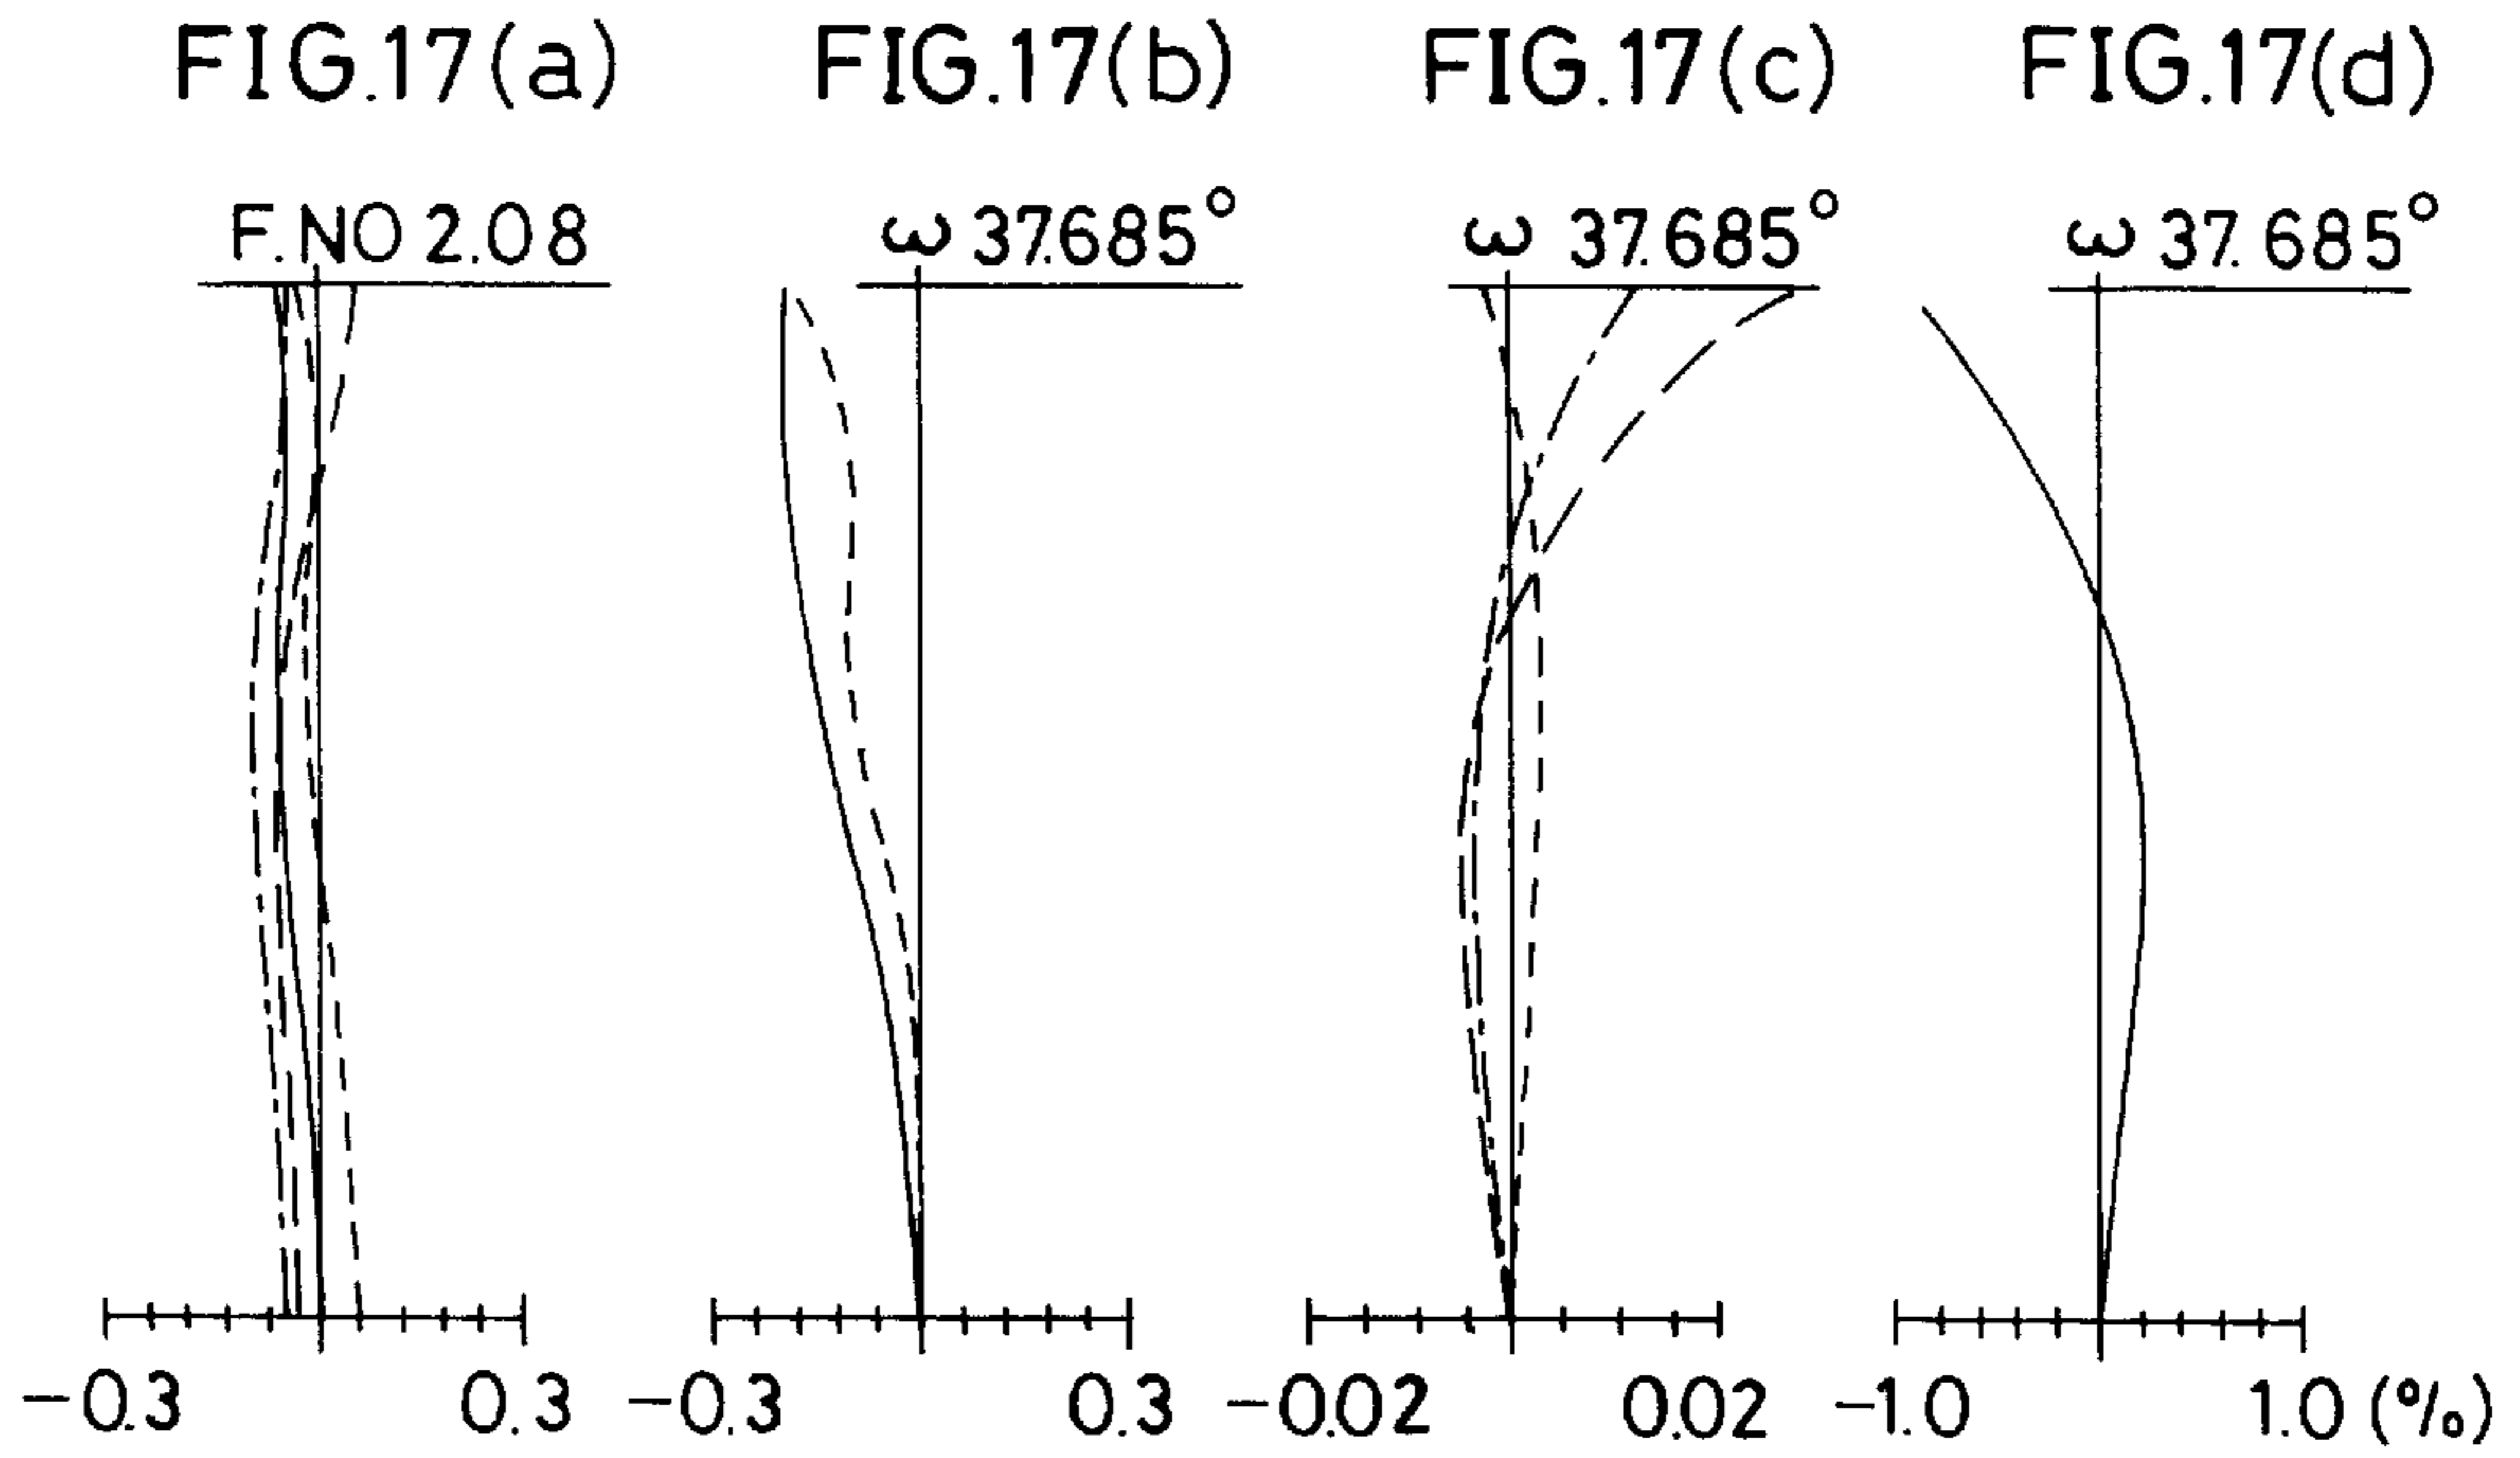 FIG.17(a) FIG.17(b) FIG.17(c) FIG.17(d)
F.NO 2.08 ω 37.685° ω 37.685° ω 37.685°
-0.3 0.3 -0.3 0.3 -0.02 0.02 -1.0 1.0 (%)